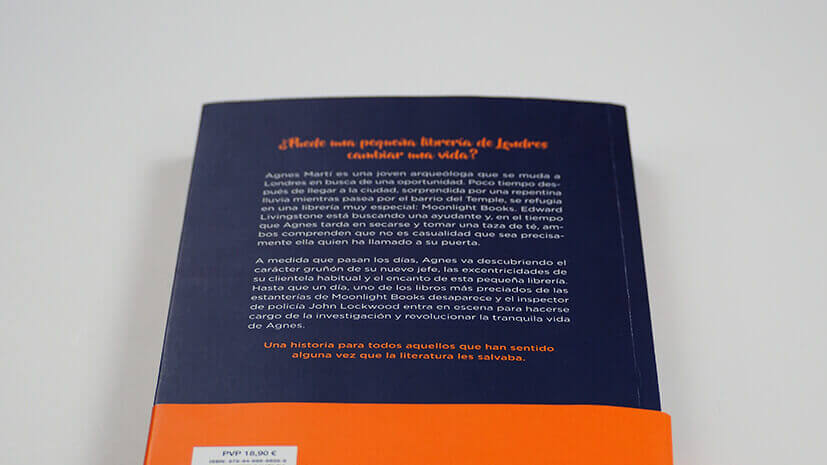 ¿Puede una pequeña librería de Londres
cambiar una vida?
Agnes Martí es una joven arqueóloga que se muda a
Londres en busca de una oportunidad. Poco tiempo des-
pués de llegar a la ciudad, sorprendida por una repentina
lluvia mientras pasea por el barrio del Temple, se refugia
en una librería muy especial: Moonlight Books. Edward
Livingstone está buscando una ayudante y, en el tiempo
que Agnes tarda en secarse y tomar una taza de té, am-
bos comprenden que no es casualidad que sea precisa-
mente ella quien ha llamado a su puerta.
A medida que pasan los días, Agnes va descubriendo el
carácter gruñón de su nuevo jefe, las excentricidades de
su clientela habitual y el encanto de esta pequeña librería.
Hasta que un día, uno de los libros más preciados de las
estanterías de Moonlight Books desaparece y el inspector
de policía John Lockwood entra en escena para hacerse
cargo de la investigación y revolucionar la tranquila vida
de Agnes.
Una historia para todos aquellos que han sentido
alguna vez que la literatura les salvaba.
PVP 18,90 €